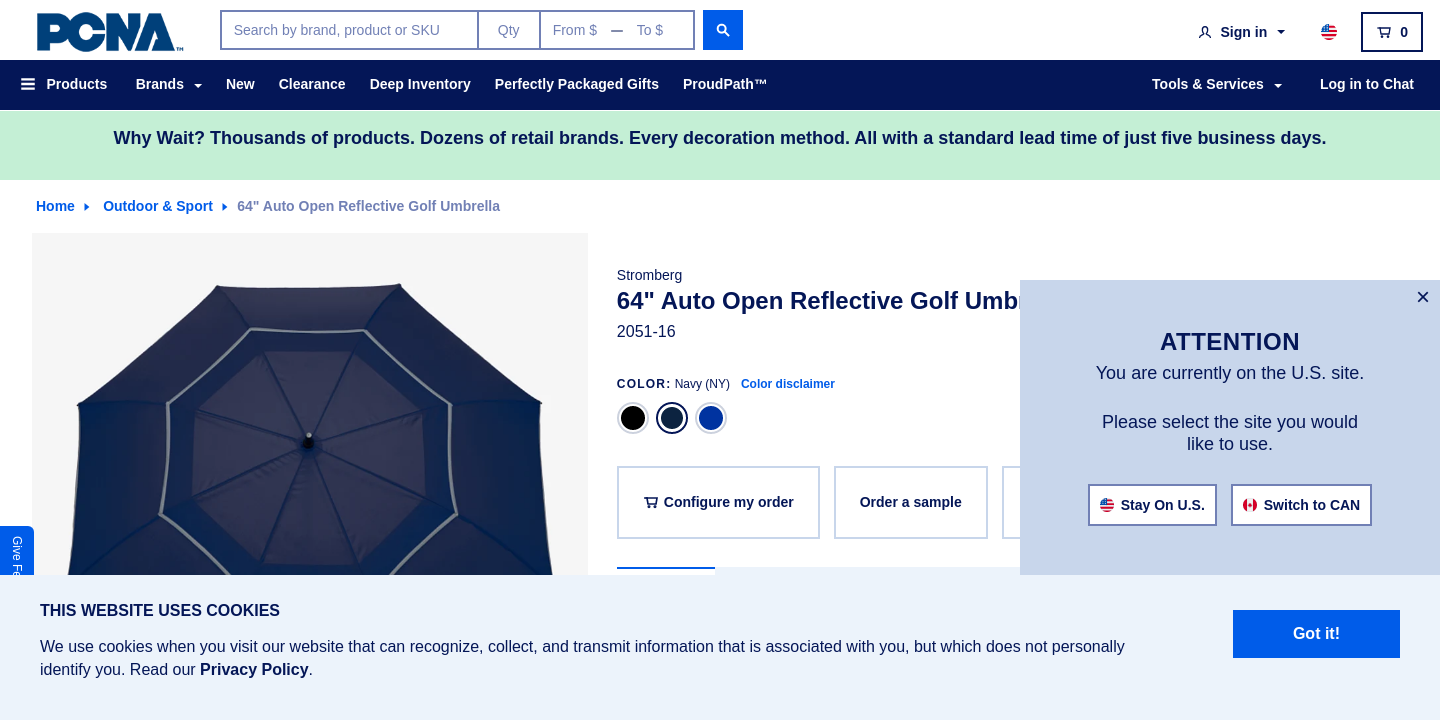 PCNA™
Search by brand, product or SKU
Qty
From $ — To $
Sign in
0
Products
Brands
New
Clearance
Deep Inventory
Perfectly Packaged Gifts
ProudPath™
Tools & Services
Log in to Chat
Why Wait? Thousands of products. Dozens of retail brands. Every decoration method. All with a standard lead time of just five business days.
Home
Outdoor & Sport
64" Auto Open Reflective Golf Umbrella
Stromberg
64" Auto Open Reflective Golf Umbr
2051-16
COLOR: Navy (NY) Color disclaimer
Configure my order
Order a sample
×
ATTENTION
You are currently on the U.S. site.
Please select the site you would
like to use.
Stay On U.S.
Switch to CAN
Give Fe
THIS WEBSITE USES COOKIES
We use cookies when you visit our website that can recognize, collect, and transmit information that is associated with you, but which does not personally
identify you. Read our Privacy Policy.
Got it!